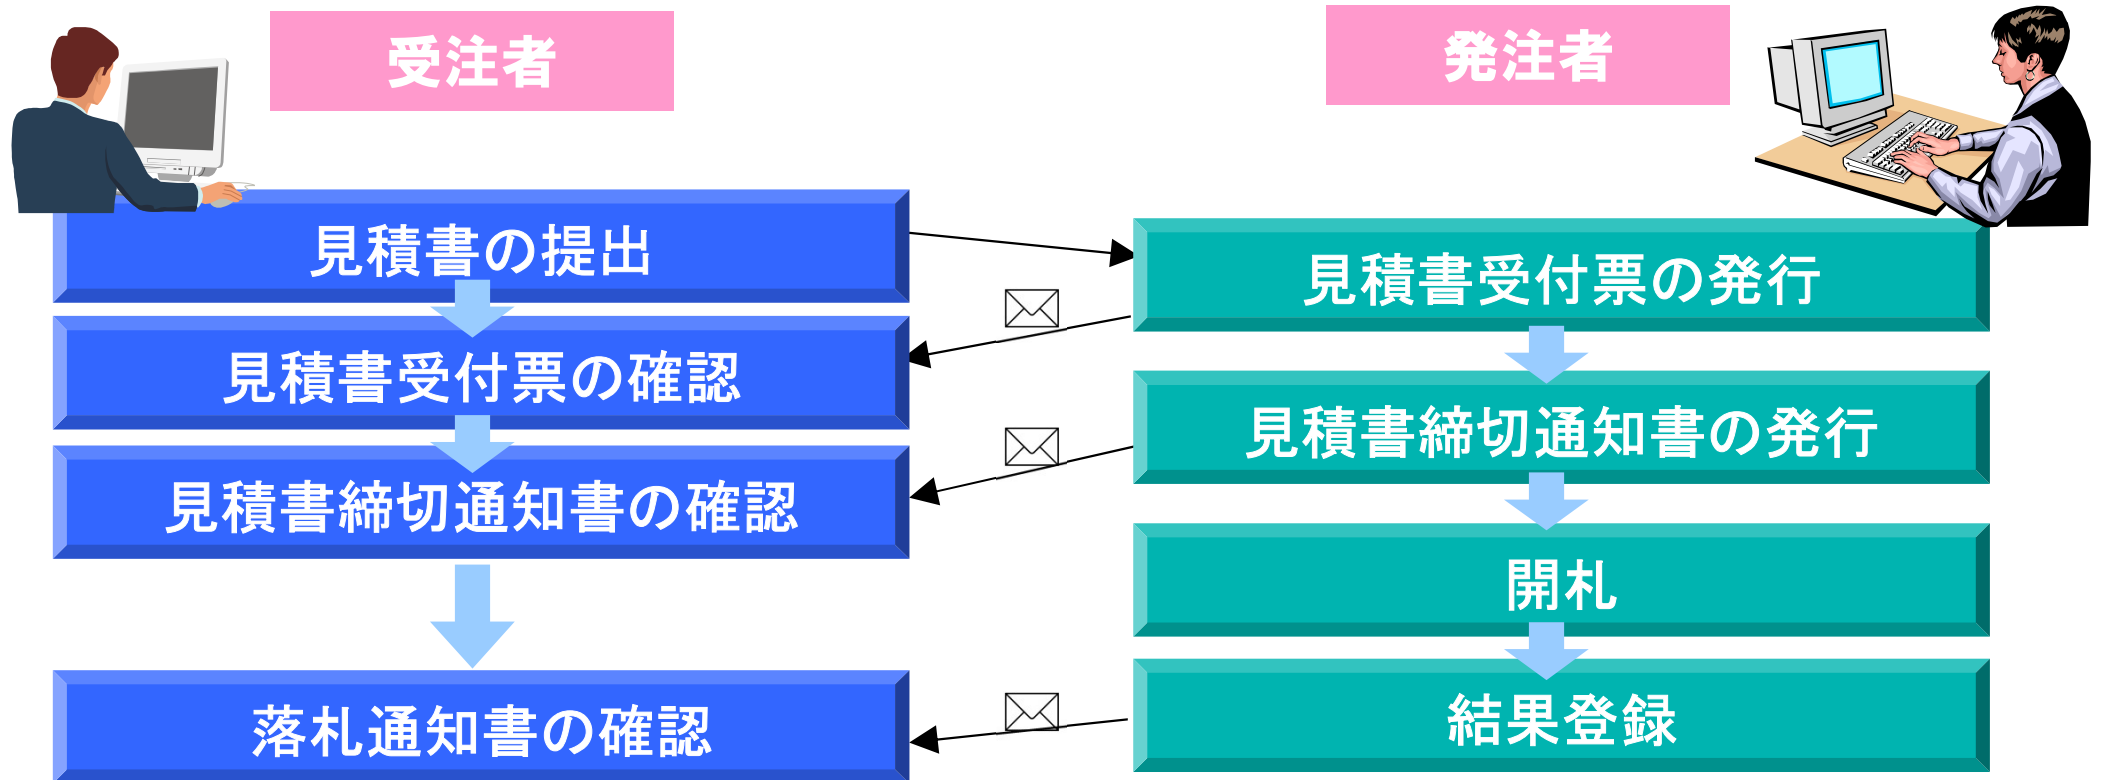 受注者
発注者
見積書の提出
見積書受付票の確認
見積書締切通知書の確認
落札通知書の確認
見積書受付票の発行
見積書締切通知書の発行
開札
結果登録